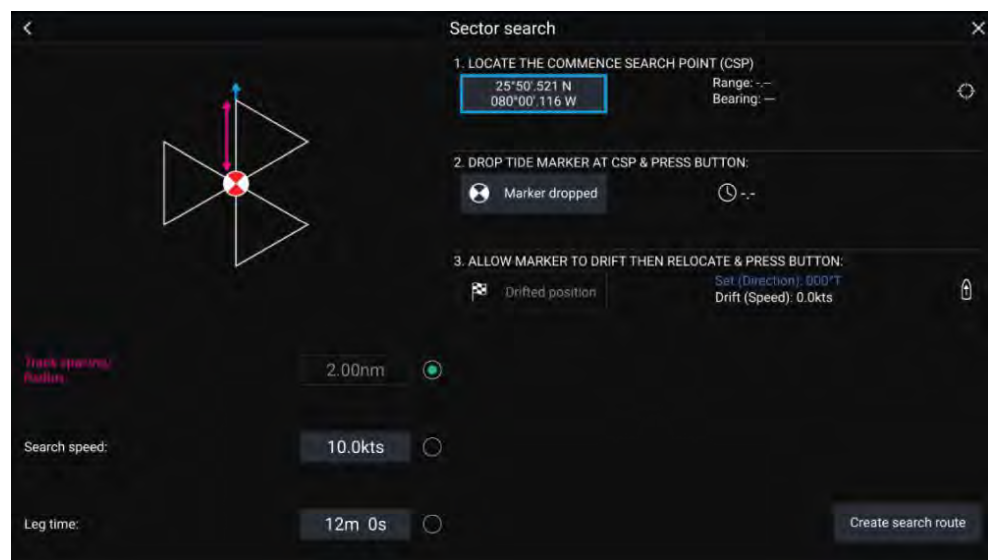 Sector search
1. LOCATE THE COMMENCE SEARCH POINT (CSP)
25°50'.521 N
080°00'.116 W
Range: -.--
Bearing: ---
2. DROP TIDE MARKER AT CSP & PRESS BUTTON:
Marker dropped
-.-
3. ALLOW MARKER TO DRIFT THEN RELOCATE & PRESS BUTTON:
Drifted position
Set (Direction): 000°T
Drift (Speed): 0.0kts
Track spacing/
Radius:
2.00nm
Search speed:
10.0kts
Leg time:
12m 0s
Create search route